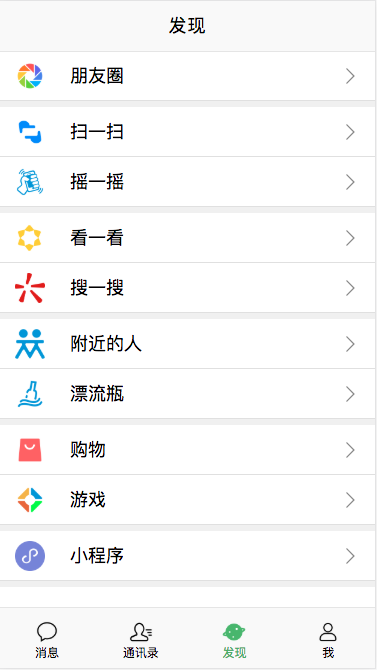 发现
朋友圈
扫一扫
摇一摇
看一看
搜一搜
附近的人
漂流瓶
购物
游戏
小程序
消息
通讯录
发现
我